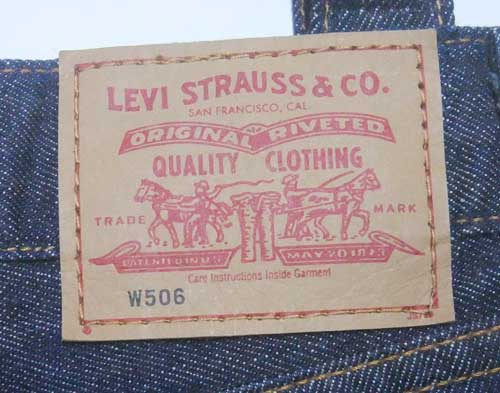 LEVI STRAUSS & CO.
SAN FRANCISCO, CAL.
ORIGINAL RIVETED
QUALITY CLOTHING
TRADE MARK
PATENTED IN U.S. MAY 20 1873
Care Instructions Inside Garment
W506